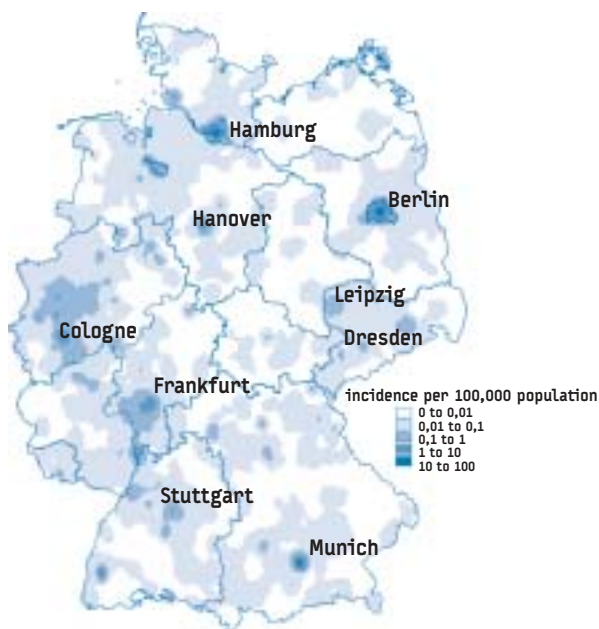 Hamburg
Berlin
Hanover
Leipzig
Cologne
Dresden
Frankfurt
incidence per 100,000 population
0 to 0,01
0,01 to 0,1
0,1 to 1
1 to 10
10 to 100
Stuttgart
Munich